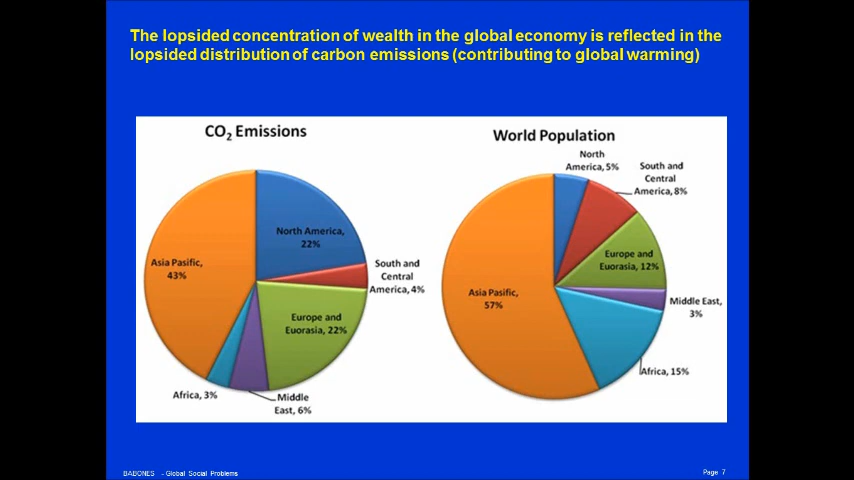 The lopsided concentration of wealth in the global economy is reflected in the
lopsided distribution of carbon emissions (contributing to global warming)
CO2 Emissions
North America,
22%
South and
Central
America, 4%
Europe and
Euorasia, 22%
Middle
East, 6%
Africa, 3%
Asia Pasific,
43%
World Population
North
America, 5%
South and
Central
America, 8%
Europe and
Euorasia, 12%
Middle East,
3%
Africa, 15%
Asia Pasific,
57%
BABONES - Global Social Problems
Page 7